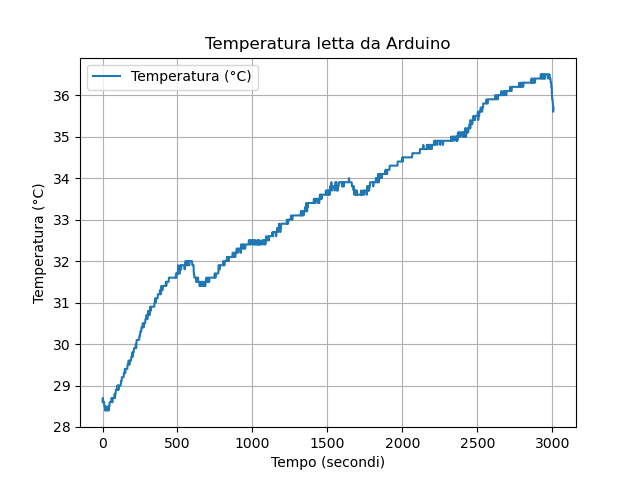 Temperatura letta da Arduino
Temperatura (°C)
Temperatura (°C)
36
35
34
33
32
31
30
29
28
0 500 1000 1500 2000 2500 3000
Tempo (secondi)